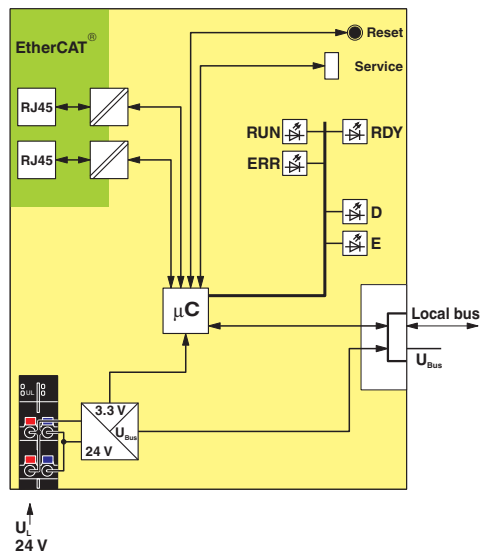 EtherCAT®
Reset
Service
RJ45
RUN
RDY
RJ45
ERR
D
E
μC
Local bus
UBus
UL
3.3 V
UBus
24 V
UL
24 V